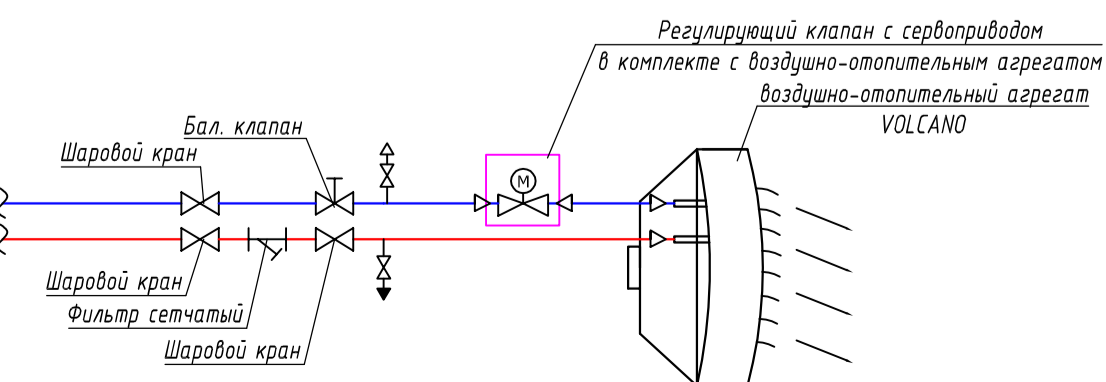 Регулирующий клапан с сервоприводом
в комплекте с воздушно-отопительным агрегатом
воздушно-отопительный агрегат
VOLCANO
Бал. клапан
Шаровой кран
М
Шаровой кран
Фильтр сетчатый
Шаровой кран